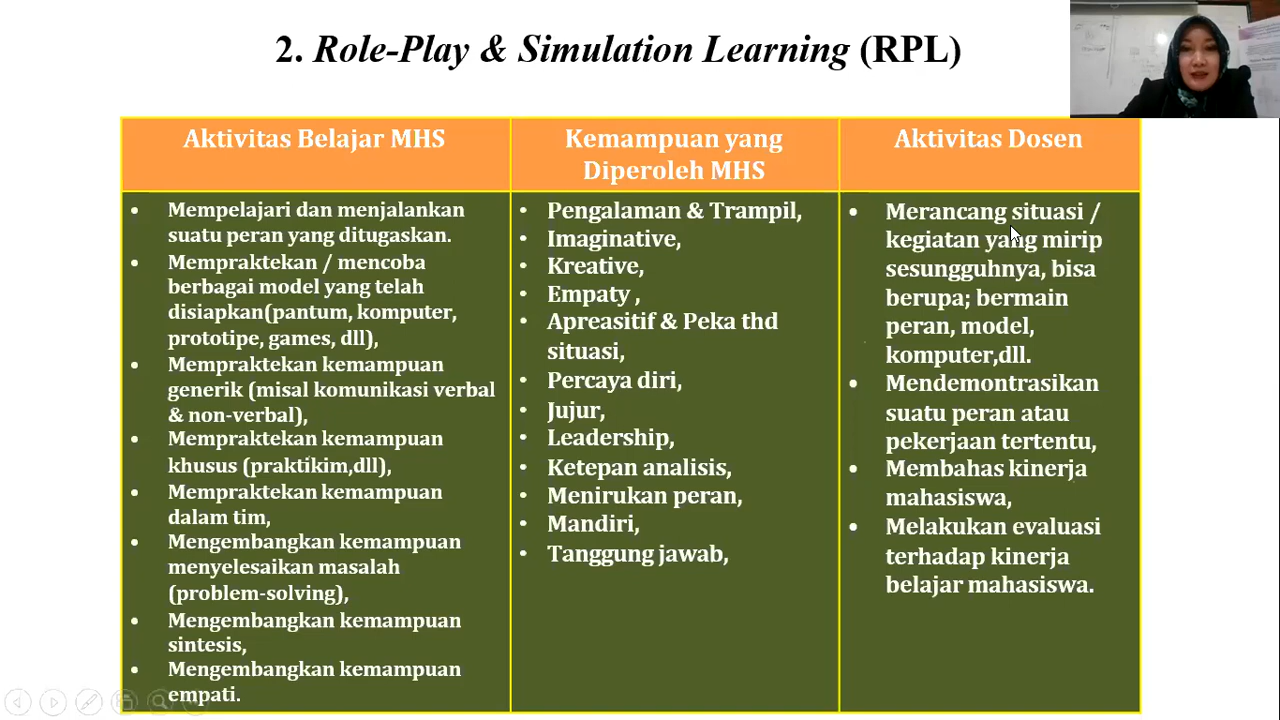 2. Role-Play & Simulation Learning (RPL)
Aktivitas Belajar MHS
Kemampuan yang
Diperoleh MHS
Aktivitas Dosen
• Mempelajari dan menjalankan
suatu peran yang ditugaskan.
• Mempraktekan / mencoba
berbagai model yang telah
disiapkan(pantum, komputer,
prototipe, games, dll),
• Mempraktekan kemampuan
generik (misal komunikasi verbal
& non-verbal),
• Mempraktekan kemampuan
khusus (praktikim,dll),
• Mempraktekan kemampuan
dalam tim,
• Mengembangkan kemampuan
menyelesaikan masalah
(problem-solving),
• Mengembangkan kemampuan
sintesis,
• Mengembangkan kemampuan
empati.
• Pengalaman & Trampil,
• Imaginative,
• Kreative,
• Empaty ,
• Apreasitif & Peka thd
situasi,
• Percaya diri,
• Jujur,
• Leadership,
• Ketepan analisis,
• Menirukan peran,
• Mandiri,
• Tanggung jawab,
• Merancang situasi /
kegiatan yang mirip
sesungguhnya, bisa
berupa; bermain
peran, model,
komputer,dll.
• Mendemontrasikan
suatu peran atau
pekerjaan tertentu,
• Membahas kinerja
mahasiswa,
• Melakukan evaluasi
terhadap kinerja
belajar mahasiswa.